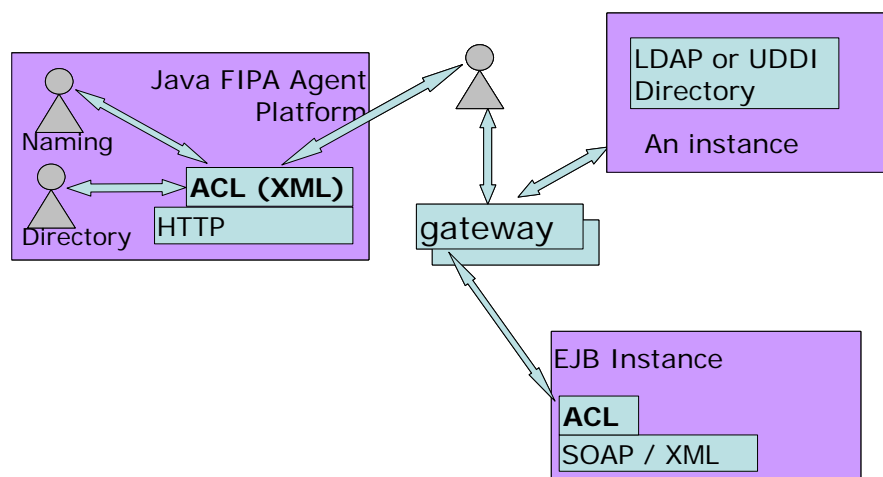 Java FIPA Agent
Platform
Naming
Directory
ACL (XML)
HTTP
LDAP or UDDI
Directory
An instance
gateway
EJB Instance
ACL
SOAP / XML